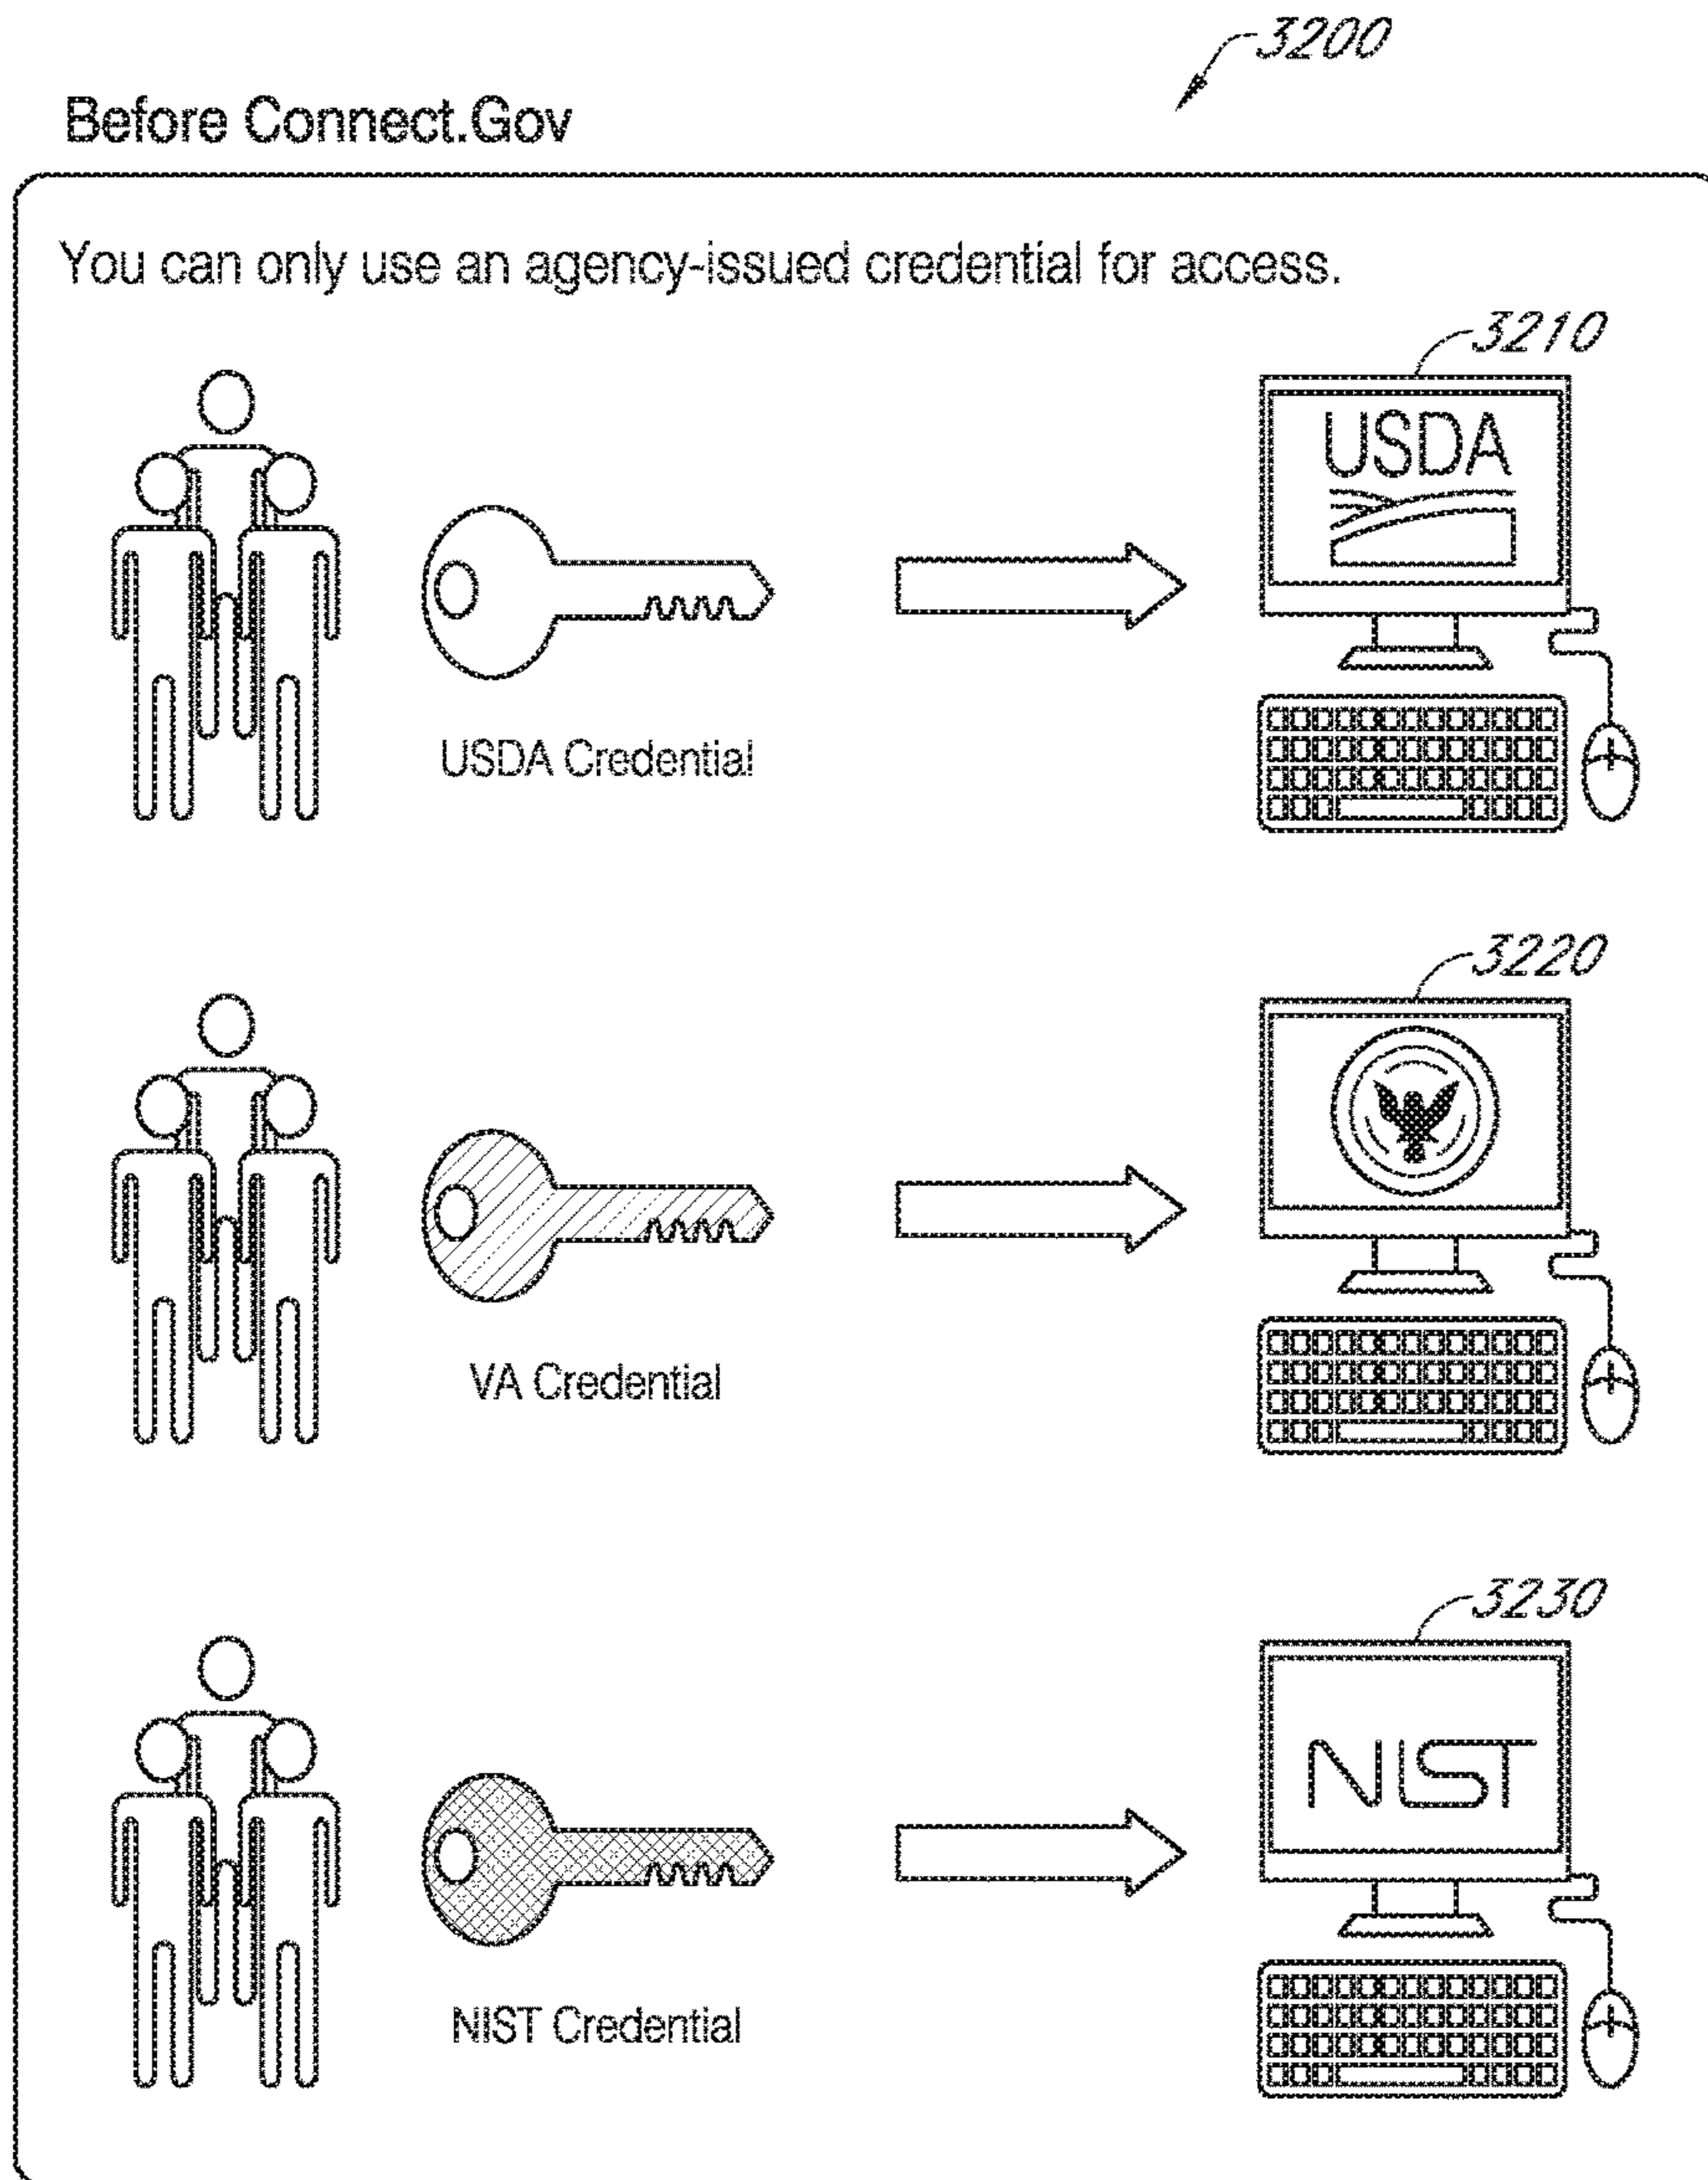 3200
Before Connect.Gov
You can only use an agency-issued credential for access.
3210
USDA
USDA Credential
3220
VA Credential
3230
NIST
NIST Credential